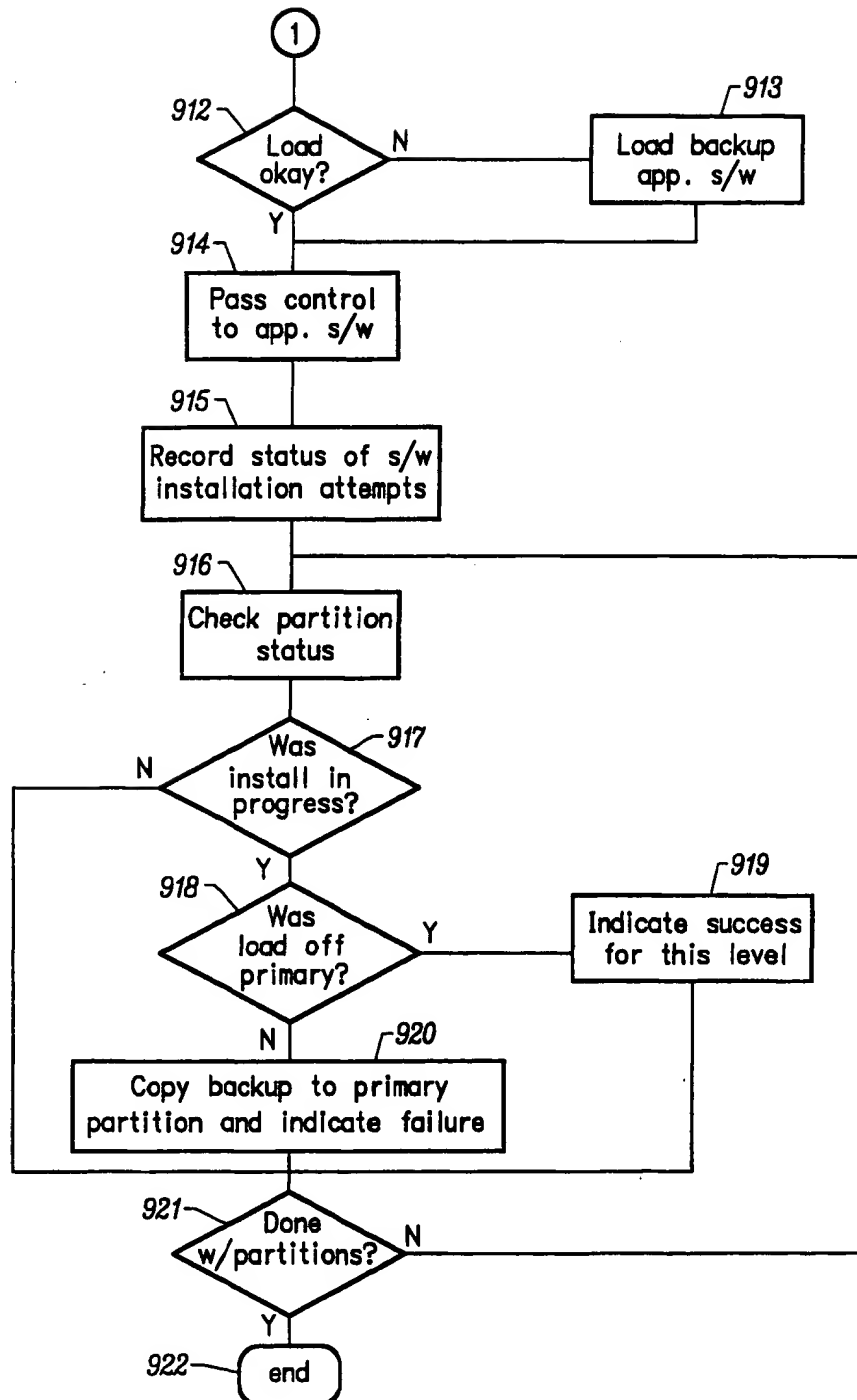 1
912
Load
okay?
N
Y
913
Load backup
app. s/w
914
Pass control
to app. s/w
915
Record status of s/w
installation attempts
916
Check partition
status
917
Was
install in
progress?
N
Y
918
Was
load off
primary?
Y
N
919
Indicate success
for this level
920
Copy backup to primary
partition and indicate failure
921
Done
w/partitions?
N
Y
922
end